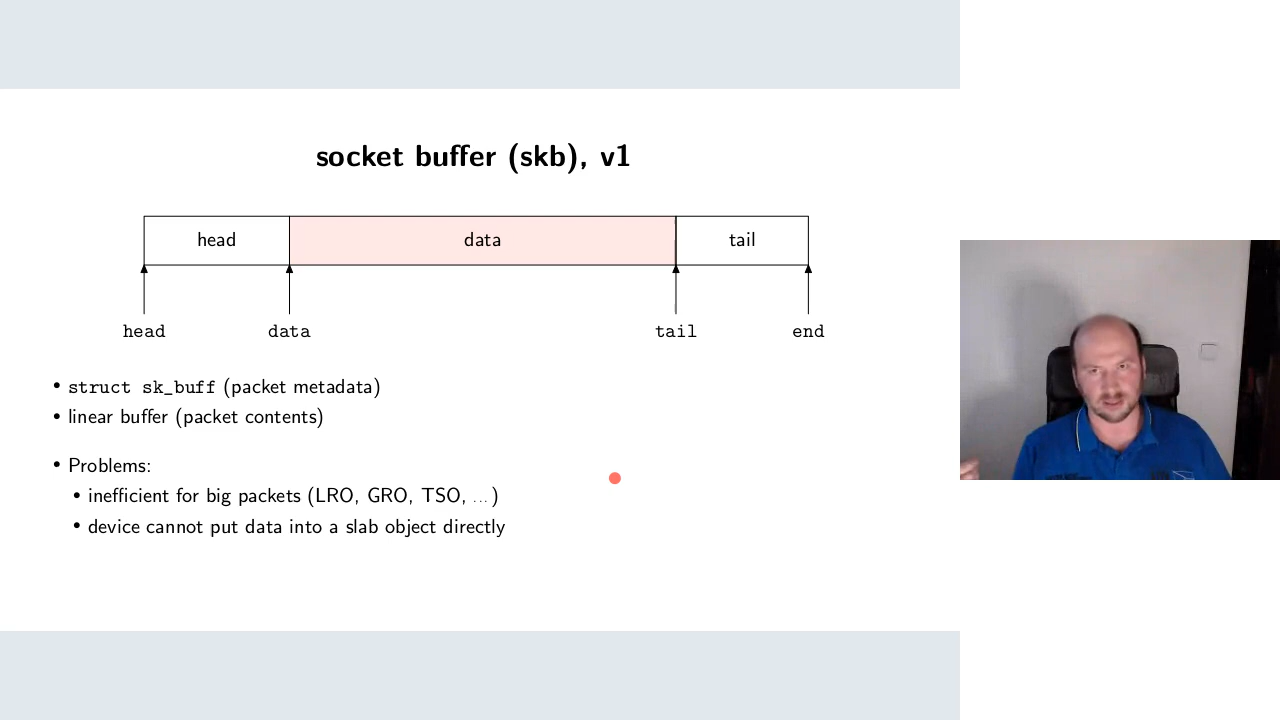 socket buffer (skb), v1
head data tail
head data tail end
• struct sk_buff (packet metadata)
• linear buffer (packet contents)
• Problems:
• inefficient for big packets (LRO, GRO, TSO, ...)
• device cannot put data into a slab object directly